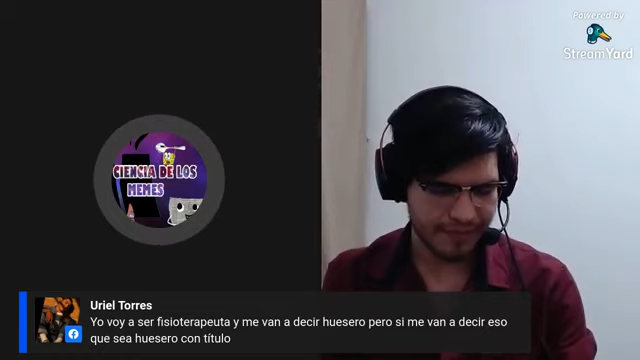 Powered by
StreamYard
CIENCIA DE LOS
MEMES
Uriel Torres
Yo voy a ser fisioterapeuta y me van a decir huesero pero si me van a decir eso
que sea huesero con título